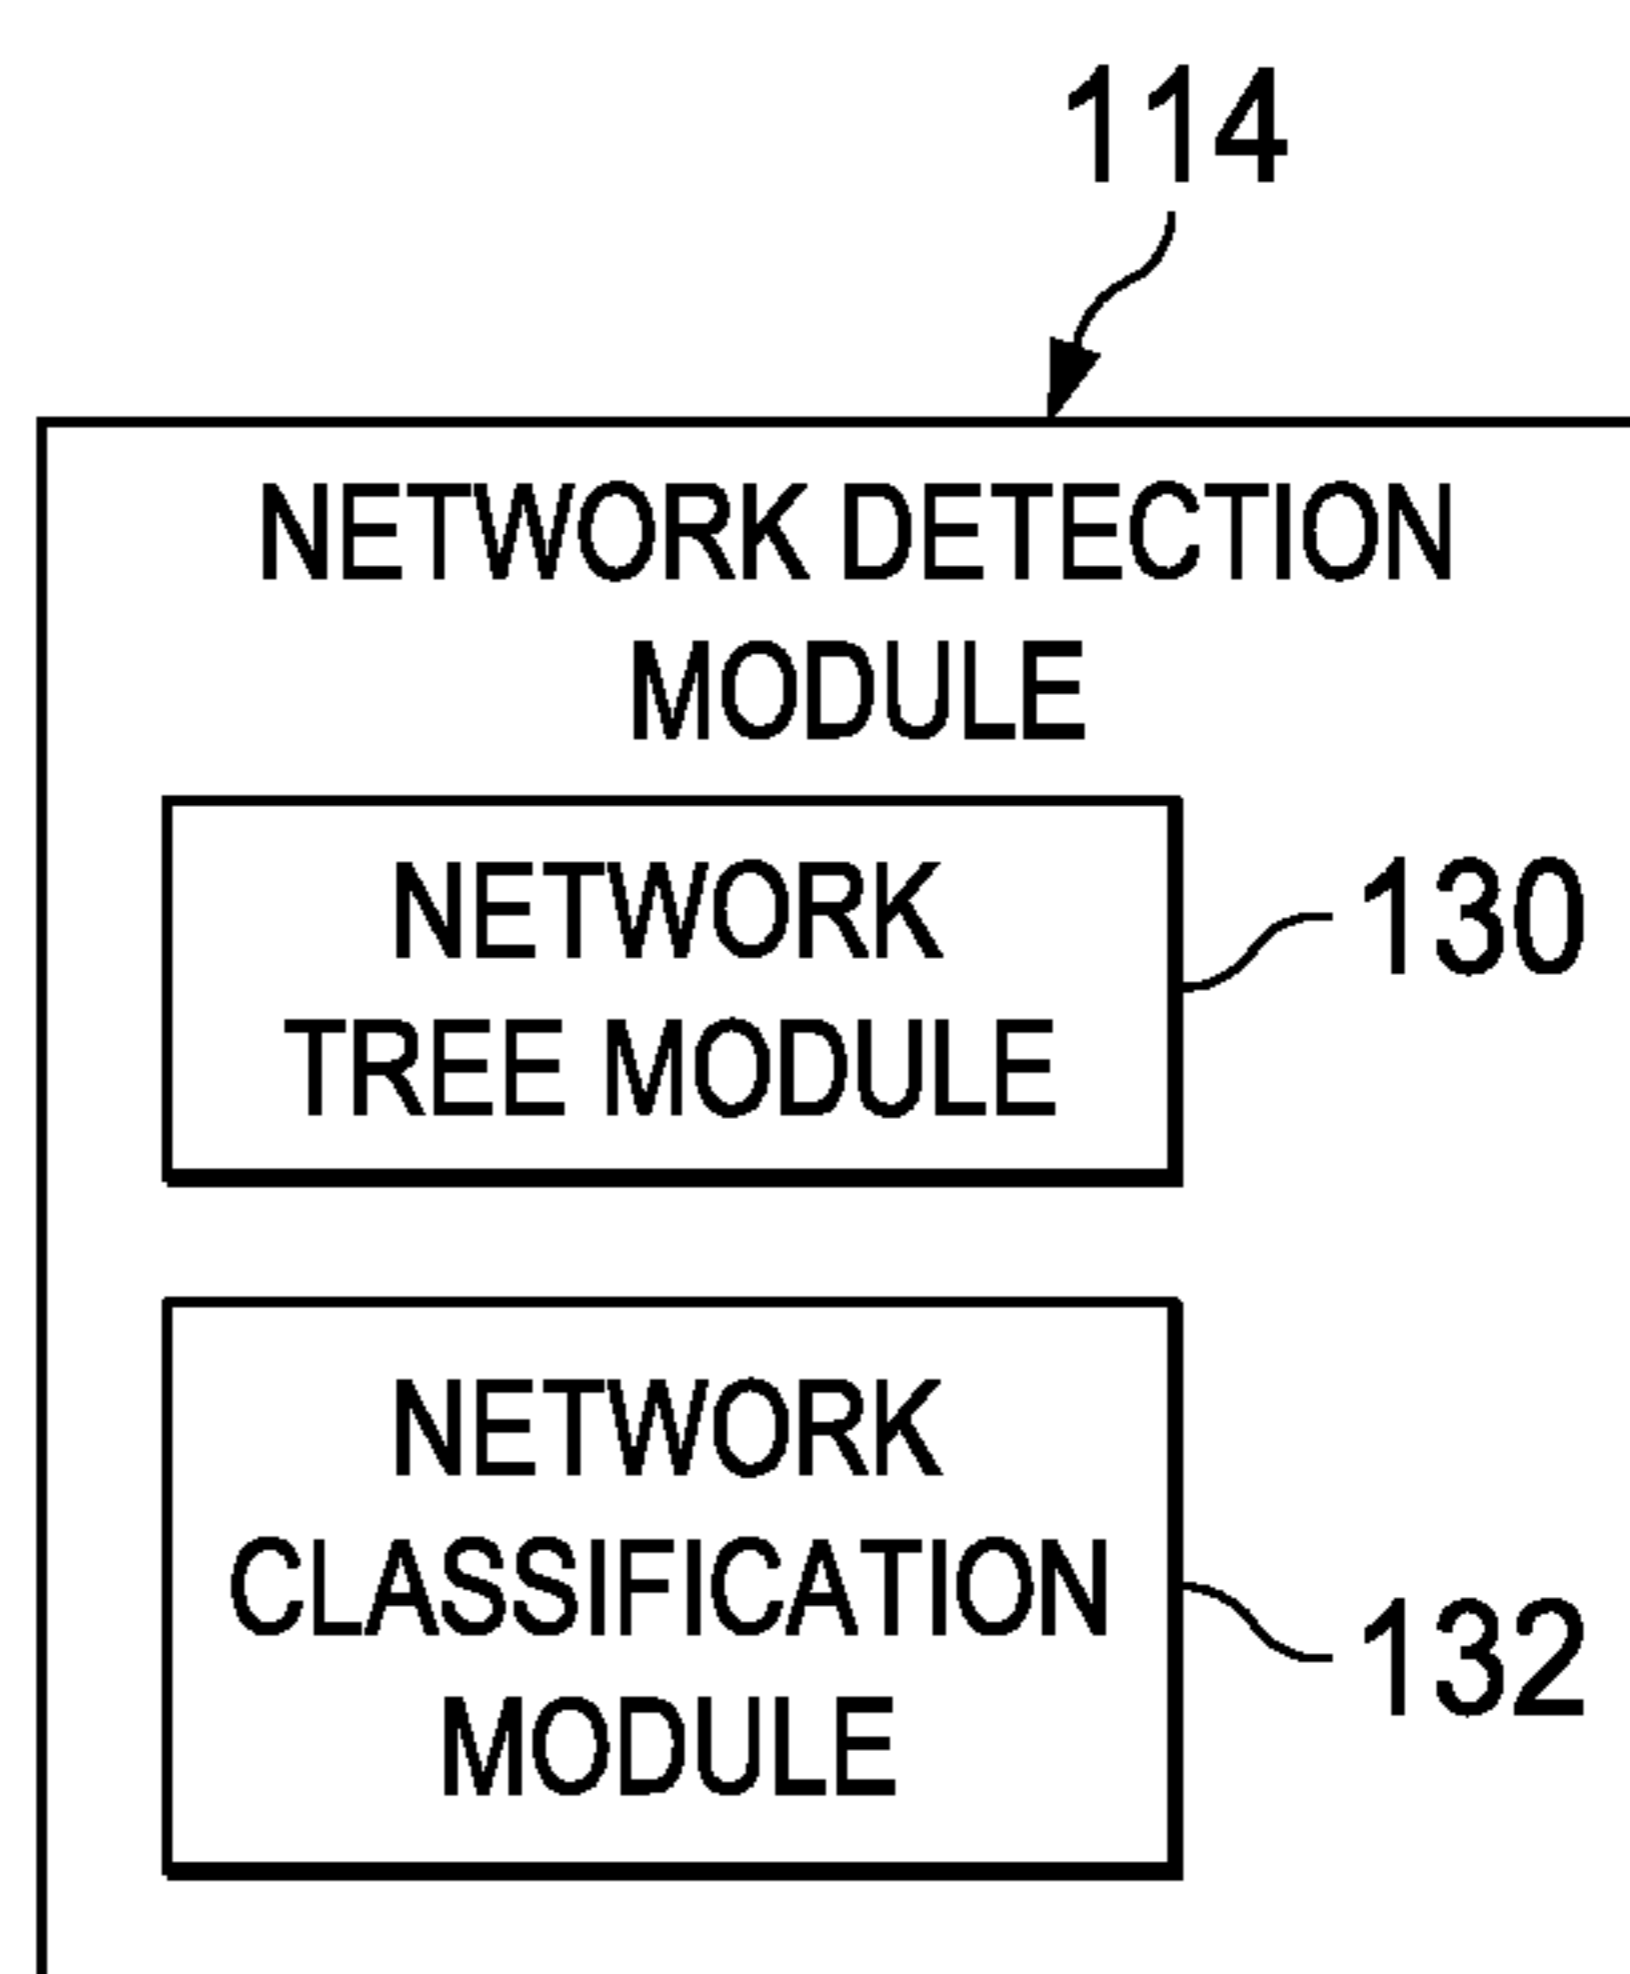 114
NETWORK DETECTION
MODULE
NETWORK
TREE MODULE
130
NETWORK
CLASSIFICATION
MODULE
132